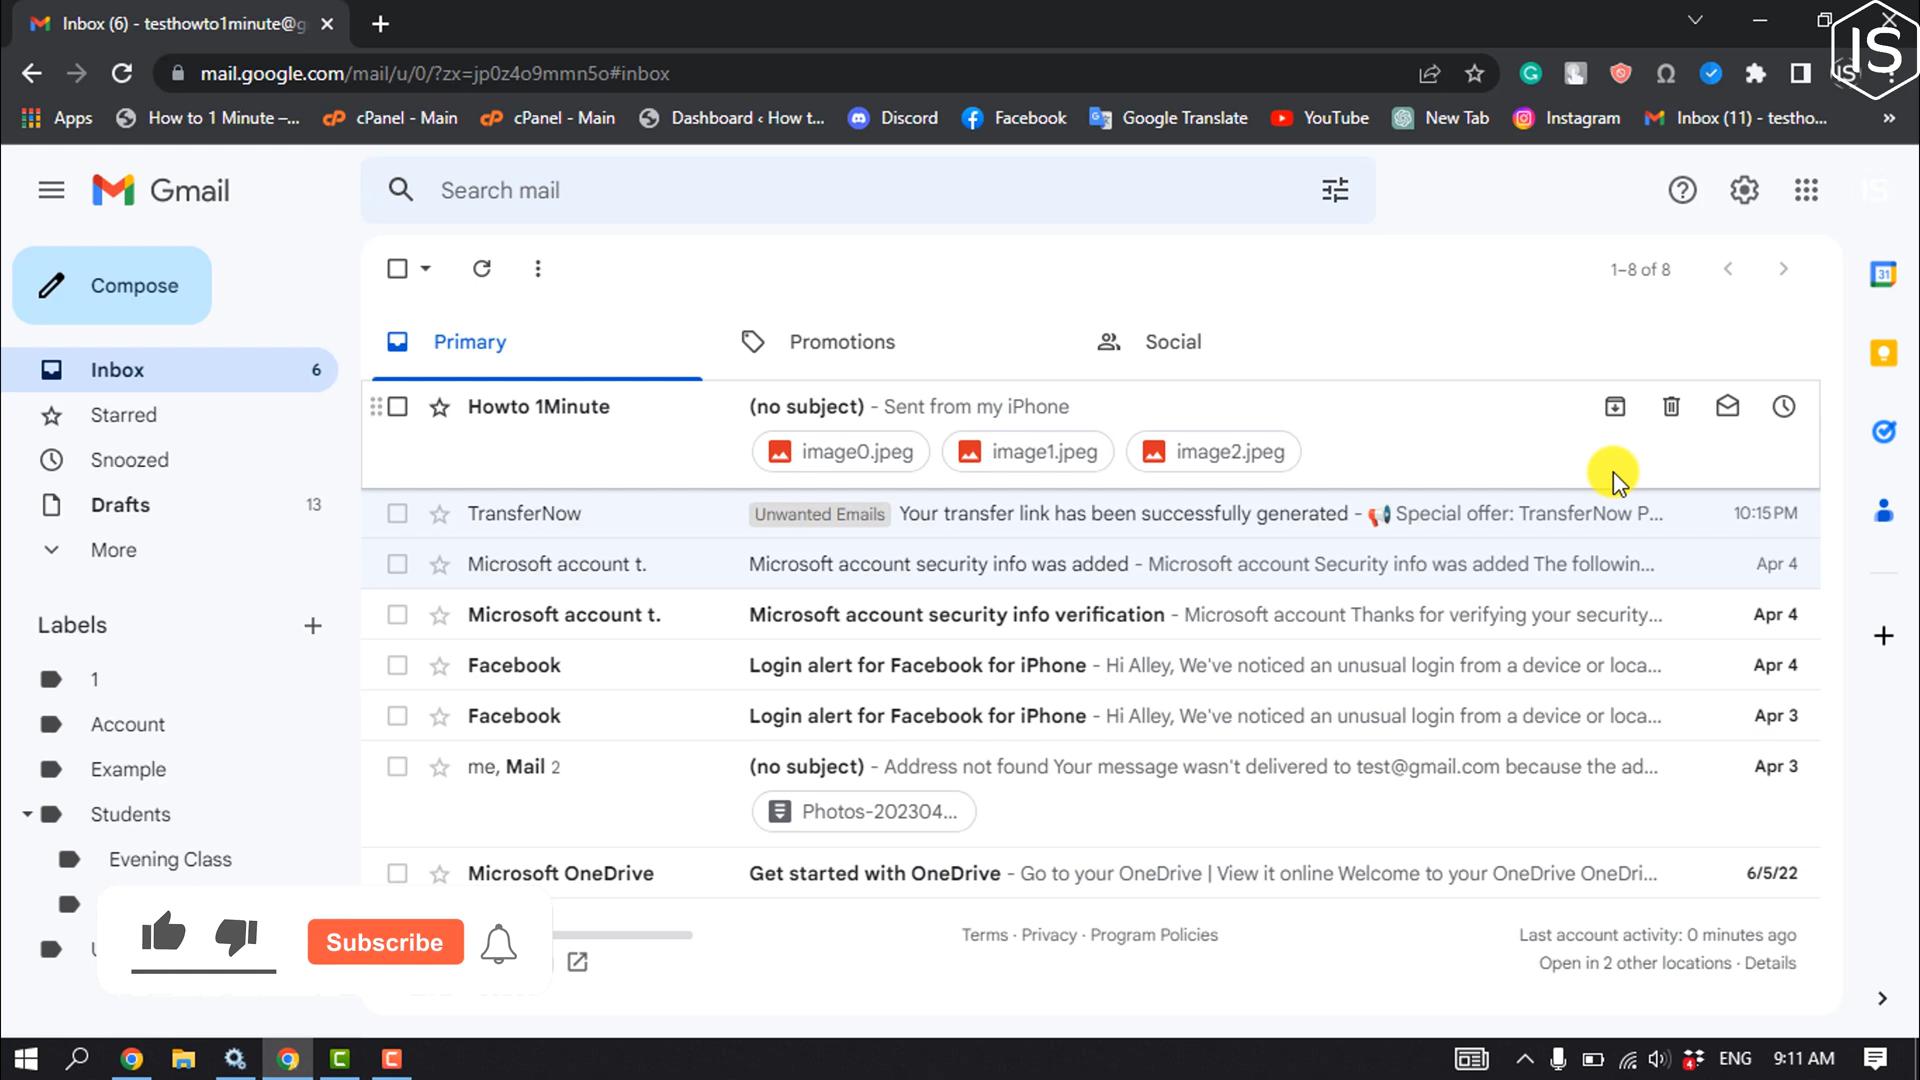 Inbox (6) - testhowto1minute@g
IS
mail.google.com/mail/u/0/?zx=jp0z4o9mmn5o#inbox
Apps How to 1 Minute –... cPanel - Main cPanel - Main Dashboard ‹ How t... Discord Facebook Google Translate YouTube New Tab Instagram Inbox (11) - testho... »
Gmail
Search mail
Compose
1–8 of 8
Primary Promotions Social
Inbox 6
Starred
Snoozed
Drafts 13
More
Labels
1
Account
Example
Students
Evening Class
Howto 1Minute (no subject) - Sent from my iPhone
image0.jpeg image1.jpeg image2.jpeg
TransferNow Unwanted Emails Your transfer link has been successfully generated - Special offer: TransferNow P... 10:15 PM
Microsoft account t. Microsoft account security info was added - Microsoft account Security info was added The followin... Apr 4
Microsoft account t. Microsoft account security info verification - Microsoft account Thanks for verifying your security... Apr 4
Facebook Login alert for Facebook for iPhone - Hi Alley, We've noticed an unusual login from a device or loca... Apr 4
Facebook Login alert for Facebook for iPhone - Hi Alley, We've noticed an unusual login from a device or loca... Apr 3
me, Mail 2 (no subject) - Address not found Your message wasn't delivered to test@gmail.com because the ad... Apr 3
Photos-202304...
Microsoft OneDrive Get started with OneDrive - Go to your OneDrive | View it online Welcome to your OneDrive OneDri... 6/5/22
Subscribe
Terms · Privacy · Program Policies
Last account activity: 0 minutes ago
Open in 2 other locations · Details
31
ENG 9:11 AM